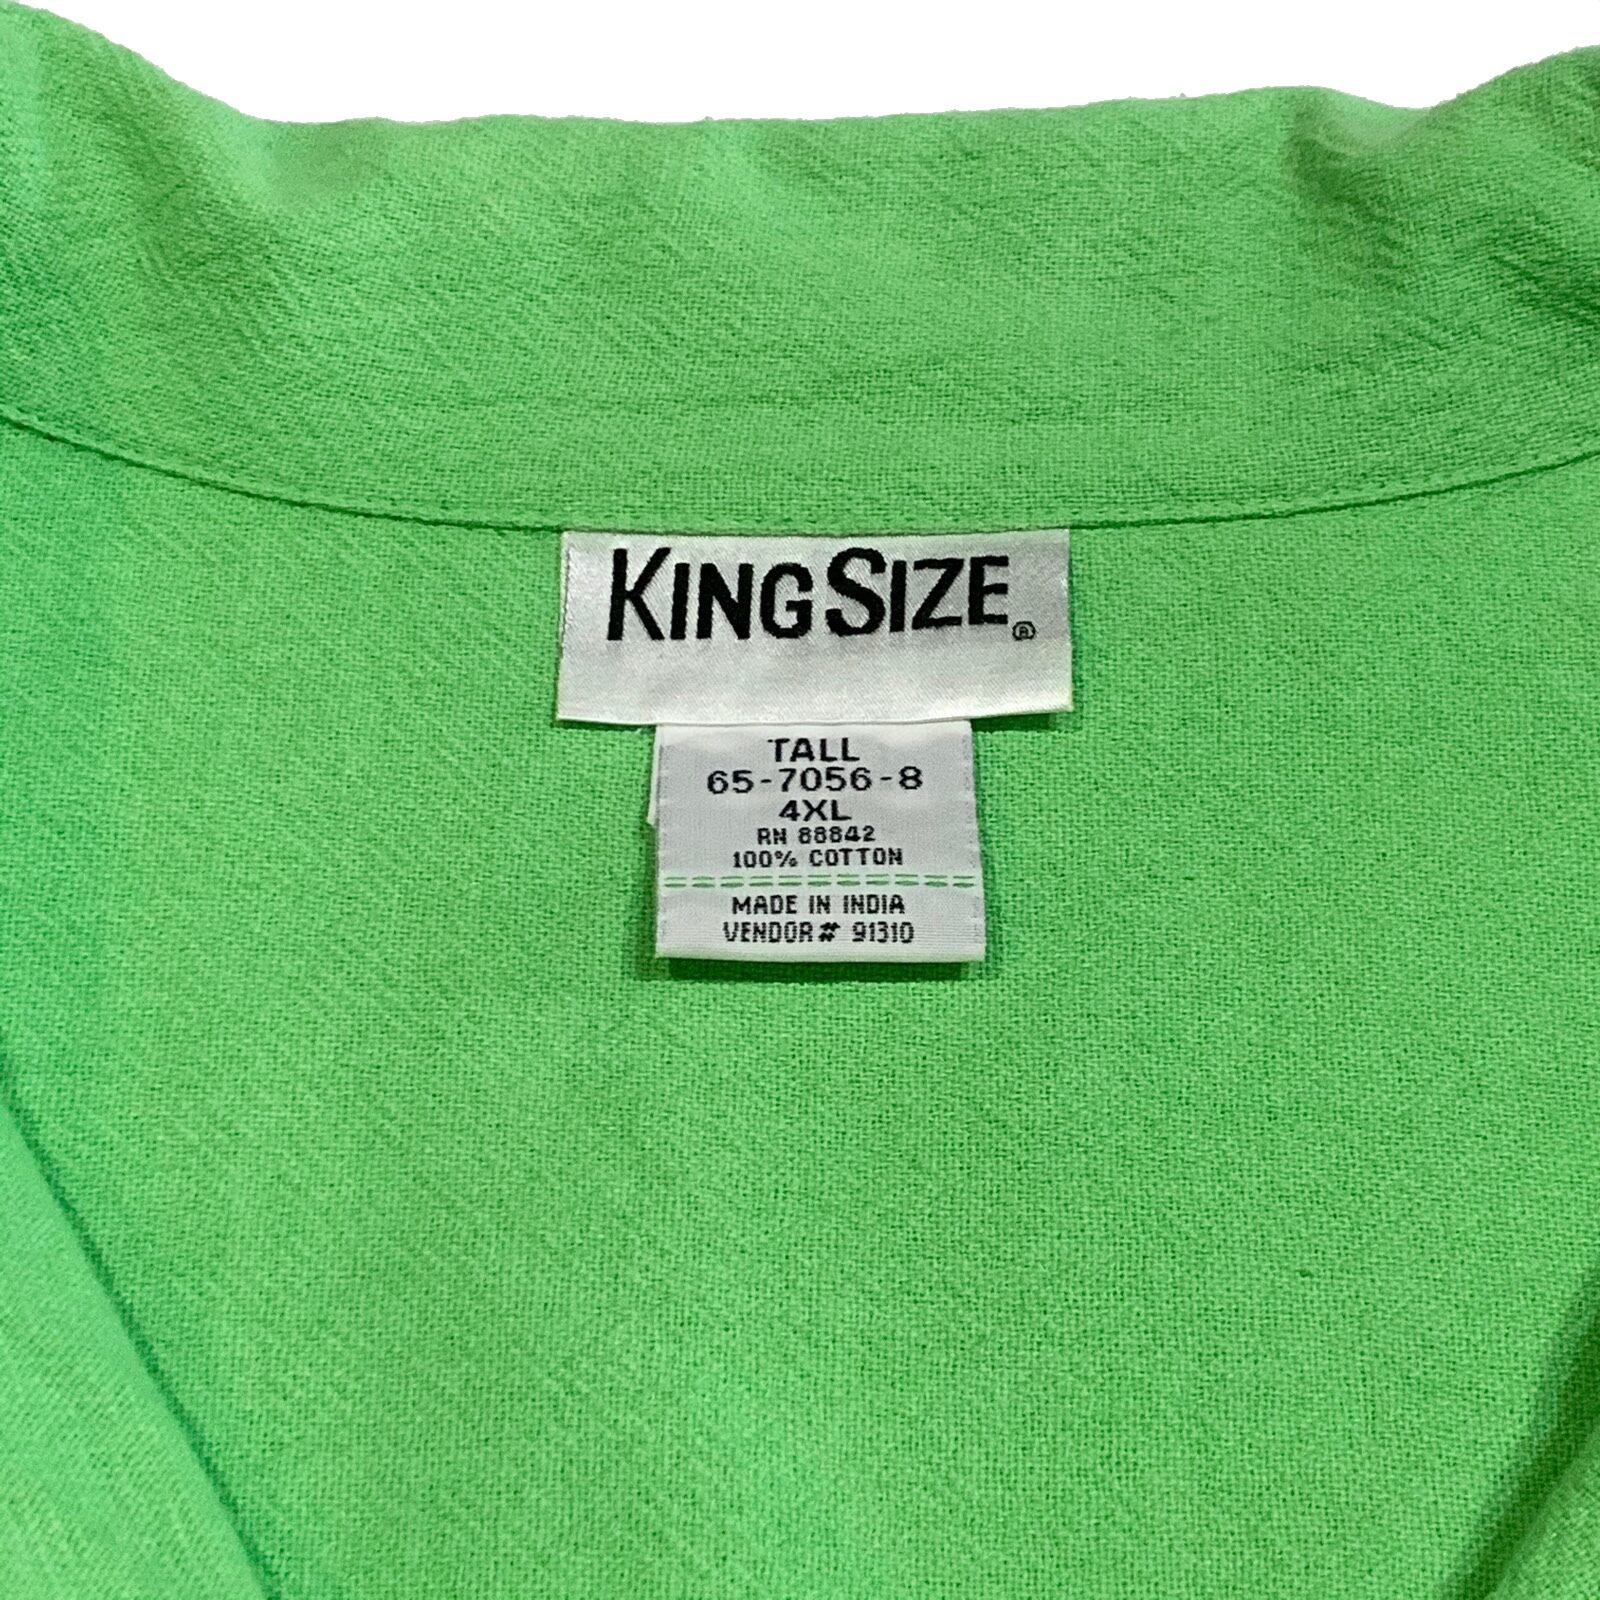 KINGSIZE®
TALL
65-7056-8
4XL
RN 88842
100% COTTON
MADE IN INDIA
VENDOR# 91310